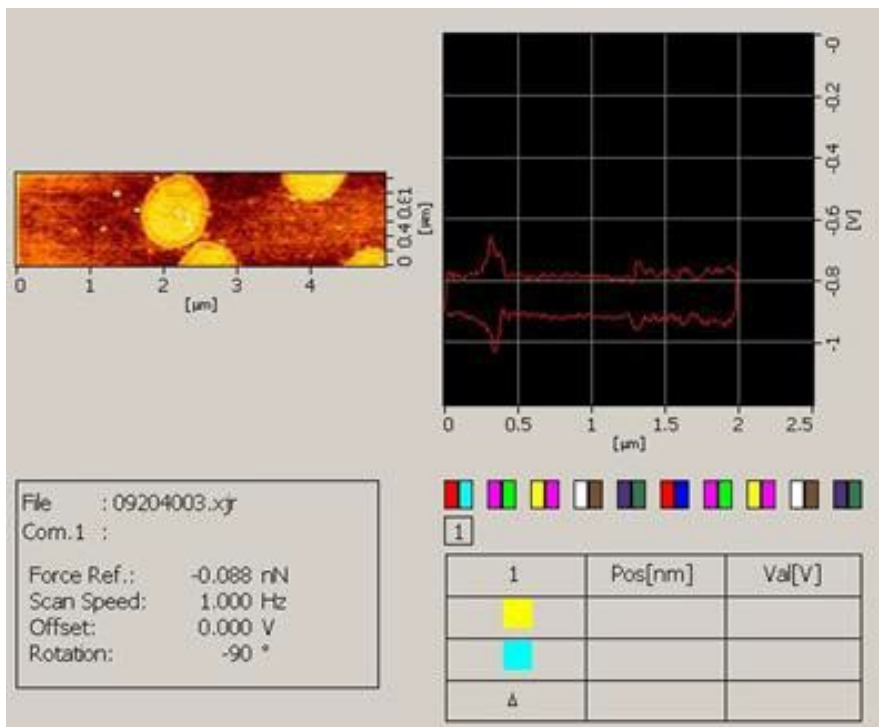 -0
-0.2
-0.4
-0.6
[V]
-0.8
-1
0 0.5 1 1.5 2 2.5
[µm]
0 0.4 0.81
[µm]
0 1 2 3 4
[µm]
File : 09204003.xjr
Com.1 :
Force Ref.: -0.088 nN
Scan Speed: 1.000 Hz
Offset: 0.000 V
Rotation: -90 °
1
1 Pos[nm] Val[V]
Δ